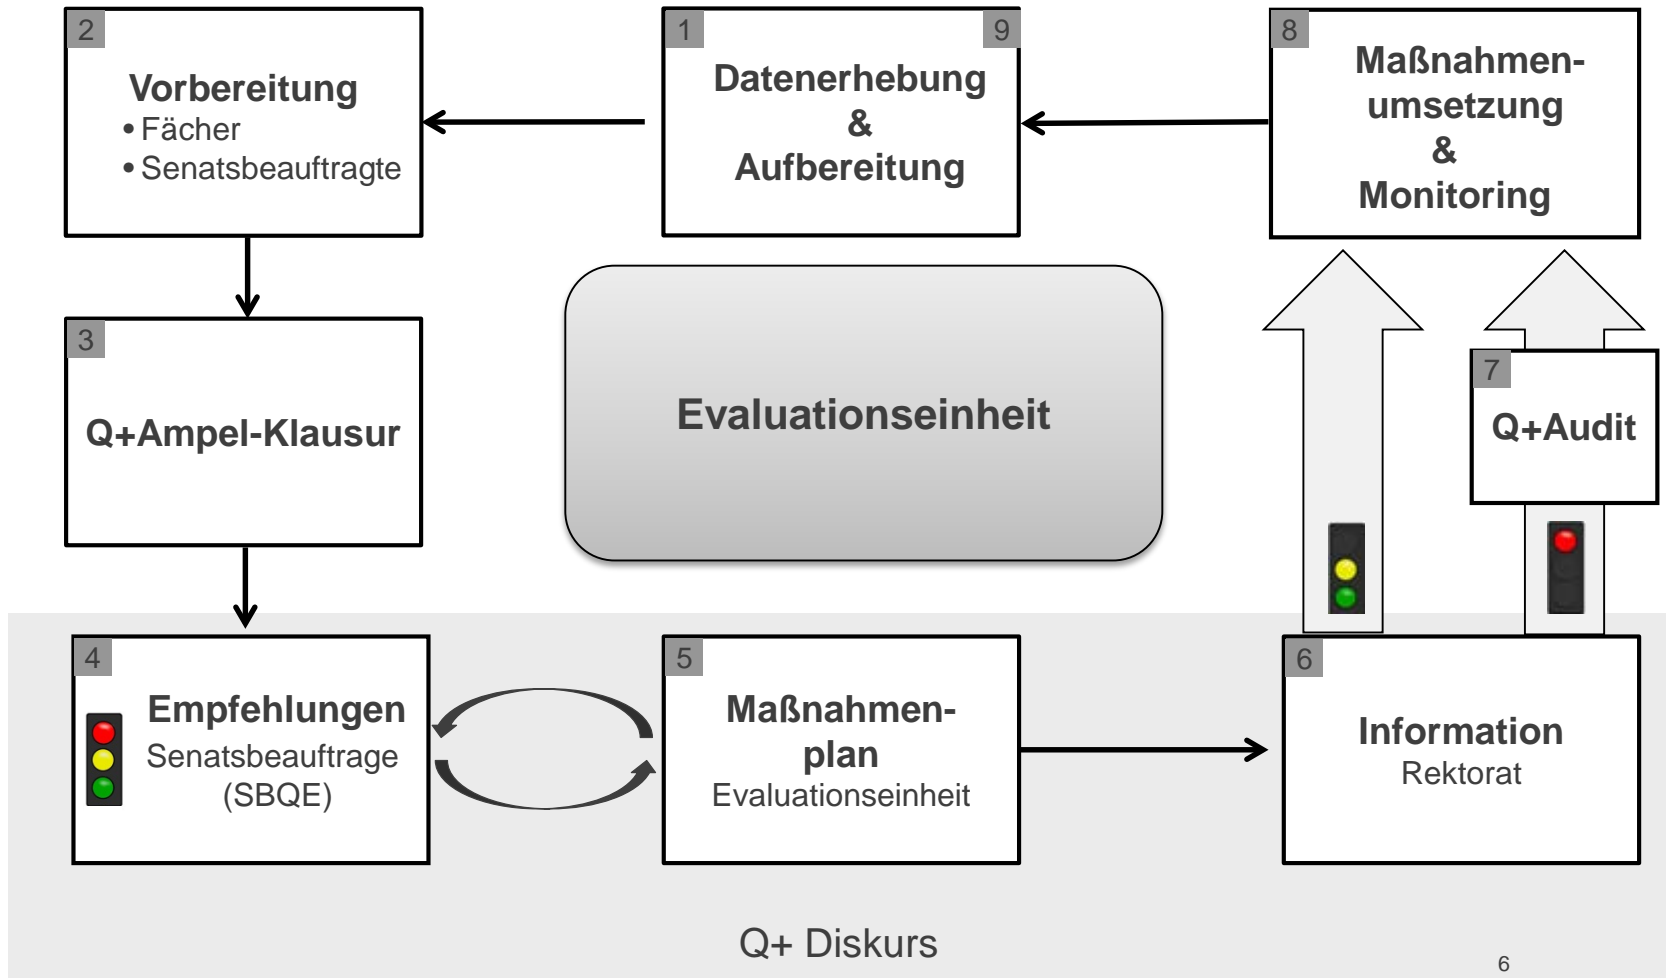 2
Vorbereitung
• Fächer
• Senatsbeauftragte
1
9
Datenerhebung
&
Aufbereitung
8
Maßnahmen-
umsetzung
&
Monitoring
3
Q+Ampel-Klausur
Evaluationseinheit
7
Q+Audit
4
Empfehlungen
Senatsbeauftrage
(SBQE)
5
Maßnahmen-
plan
Evaluationseinheit
6
Information
Rektorat
Q+ Diskurs
6